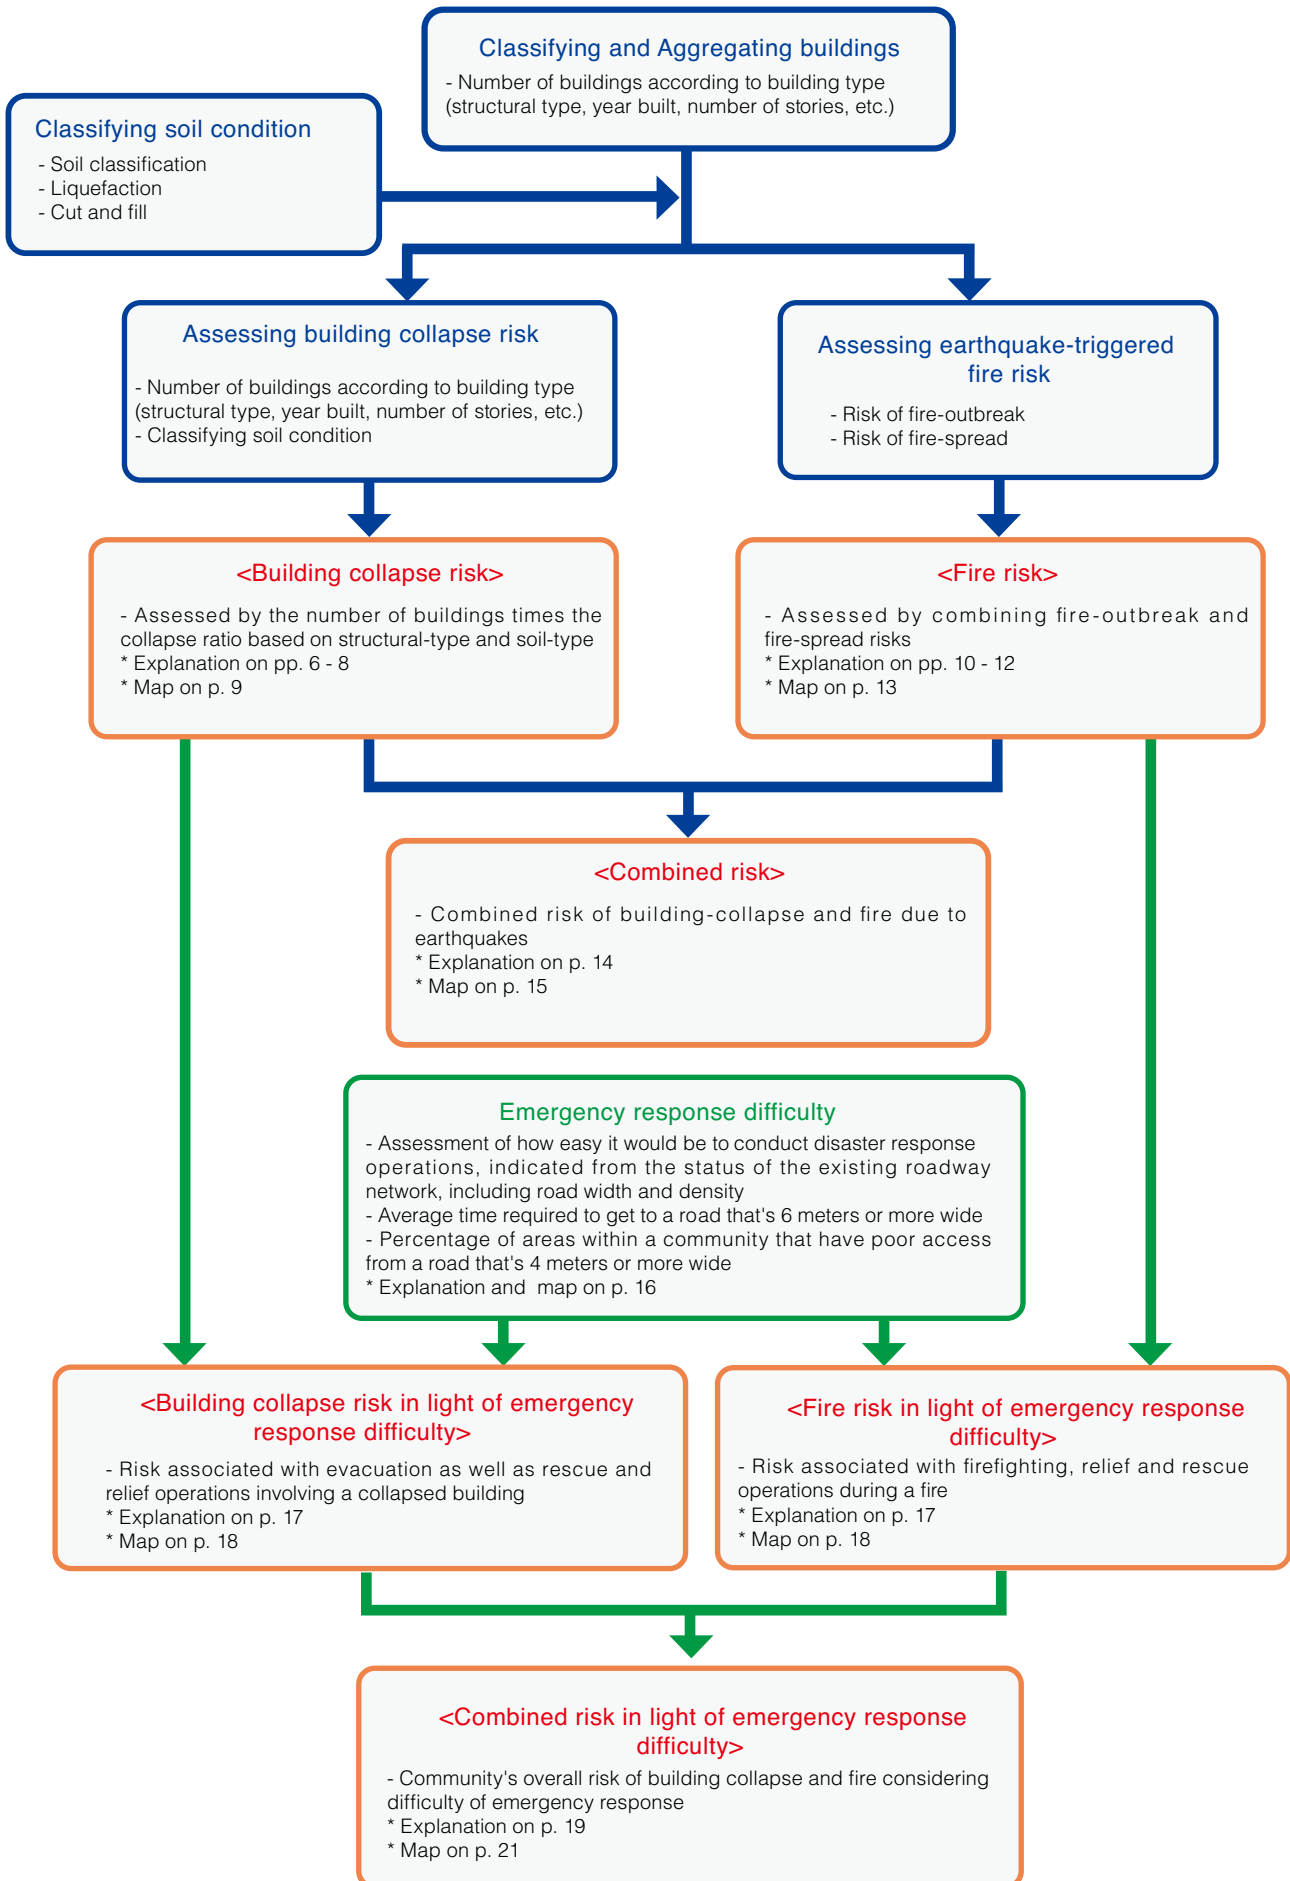 Classifying and Aggregating buildings
- Number of buildings according to building type
(structural type, year built, number of stories, etc.)
Classifying soil condition
- Soil classification
- Liquefaction
- Cut and fill
Assessing building collapse risk
- Number of buildings according to building type
(structural type, year built, number of stories, etc.)
- Classifying soil condition
Assessing earthquake-triggered
fire risk
- Risk of fire-outbreak
- Risk of fire-spread
<Building collapse risk>
- Assessed by the number of buildings times the
collapse ratio based on structural-type and soil-type
* Explanation on pp. 6 - 8
* Map on p. 9
<Fire risk>
- Assessed by combining fire-outbreak and
fire-spread risks
* Explanation on pp. 10 - 12
* Map on p. 13
<Combined risk>
- Combined risk of building-collapse and fire due to
earthquakes
* Explanation on p. 14
* Map on p. 15
Emergency response difficulty
- Assessment of how easy it would be to conduct disaster response
operations, indicated from the status of the existing roadway
network, including road width and density
- Average time required to get to a road that's 6 meters or more wide
- Percentage of areas within a community that have poor access
from a road that's 4 meters or more wide
* Explanation and  map on p. 16
<Building collapse risk in light of emergency
response difficulty>
- Risk associated with evacuation as well as rescue and
relief operations involving a collapsed building
* Explanation on p. 17
* Map on p. 18
<Fire risk in light of emergency response
difficulty>
- Risk associated with firefighting, relief and rescue
operations during a fire
* Explanation on p. 17
* Map on p. 18
<Combined risk in light of emergency response
difficulty>
- Community's overall risk of building collapse and fire considering
difficulty of emergency response
* Explanation on p. 19
* Map on p. 21